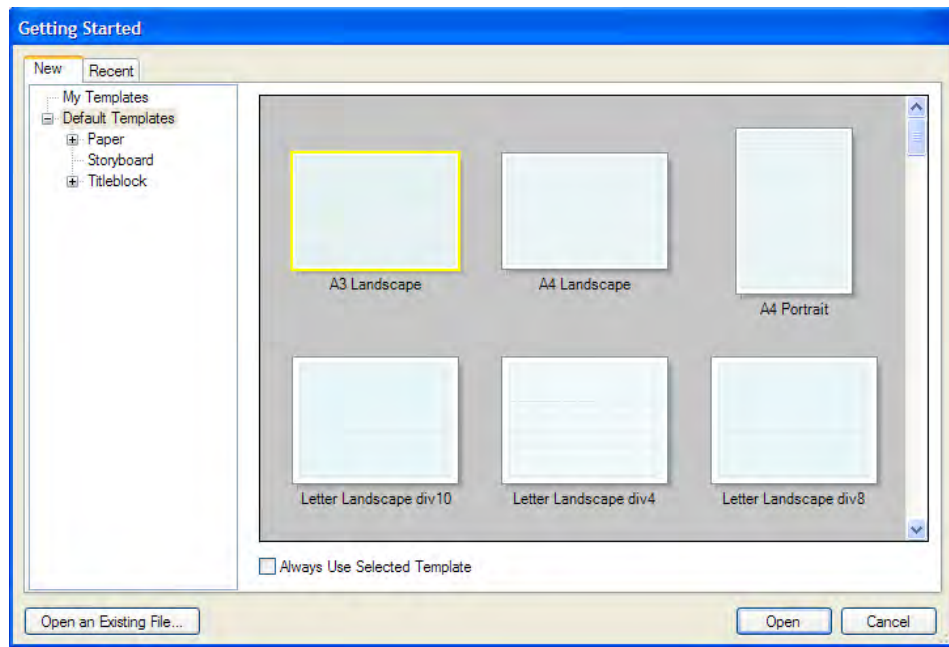 Getting Started
New Recent
My Templates
Default Templates
Paper
Storyboard
Titleblock
A3 Landscape A4 Landscape
A4 Portrait
Letter Landscape div10 Letter Landscape div4 Letter Landscape div8
Always Use Selected Template
Open an Existing File... Open Cancel